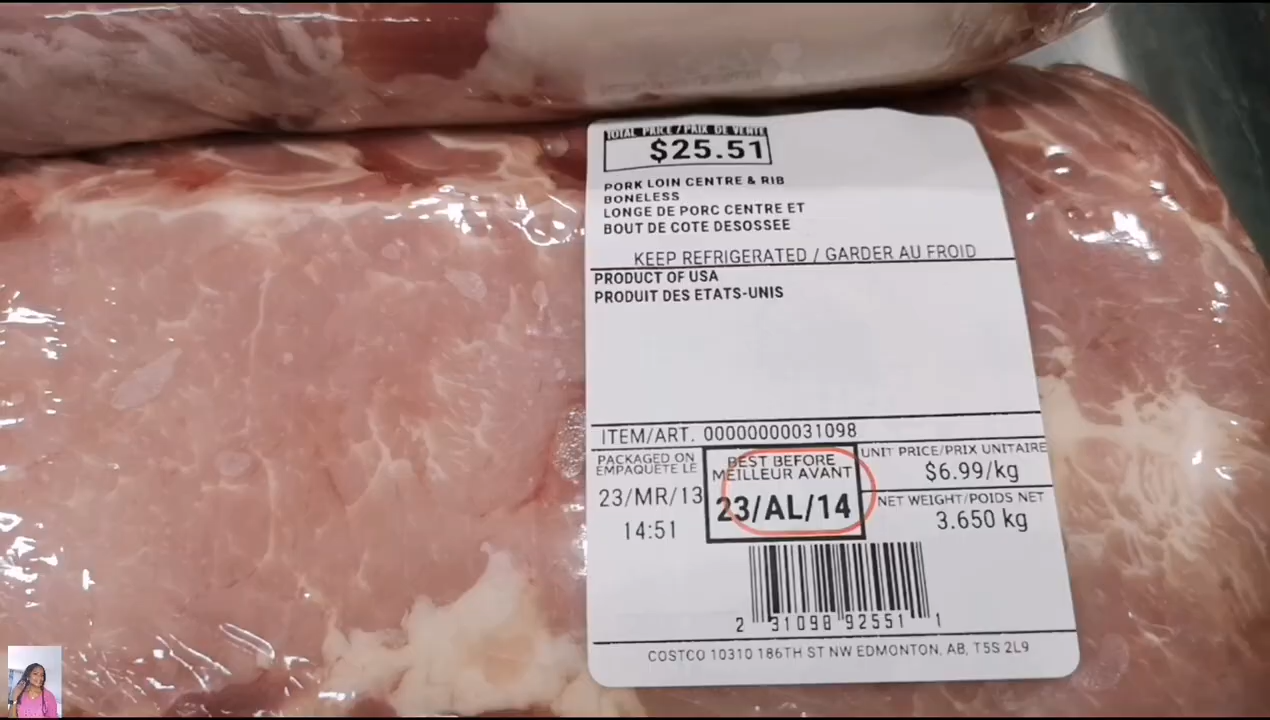 TOTAL PRICE / PRIX DE VENTE
$25.51
PORK LOIN CENTRE & RIB
BONELESS
LONGE DE PORC CENTRE ET
BOUT DE COTE DESOSSEE
KEEP REFRIGERATED / GARDER AU FROID
PRODUCT OF USA
PRODUIT DES ETATS-UNIS
ITEM/ART. 00000000031098
PACKAGED ON
EMPAQUETE LE
23/MR/13
14:51
BEST BEFORE
MEILLEUR AVANT
23/AL/14
UNIT PRICE/PRIX UNITAIRE
$6.99/kg
NET WEIGHT/POIDS NET
3.650 kg
2 31098 92551 1
COSTCO 10310 186TH ST NW EDMONTON, AB, T5S 2L9